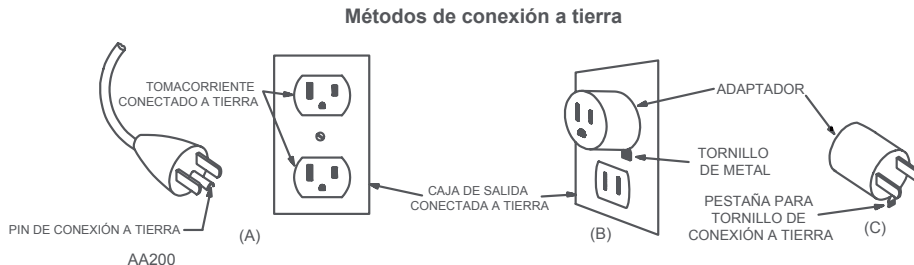 Métodos de conexión a tierra
TOMACORRIENTE
CONECTADO A TIERRA
ADAPTADOR
TORNILLO
DE METAL
CAJA DE SALIDA
CONECTADA A TIERRA
PESTAÑA PARA
TORNILLO DE
CONEXIÓN A TIERRA
PIN DE CONEXIÓN A TIERRA
(A)
(B)
(C)
AA200